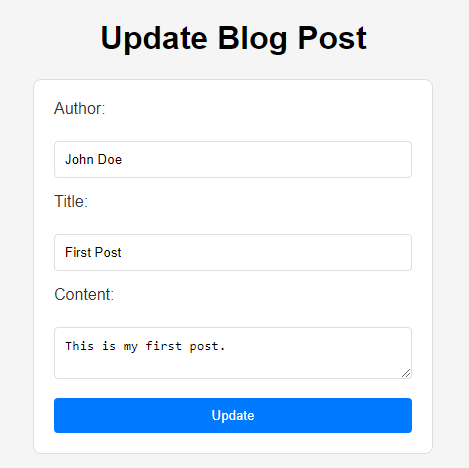 Update Blog Post
Author:
John Doe
Title:
First Post
Content:
This is my first post.
Update